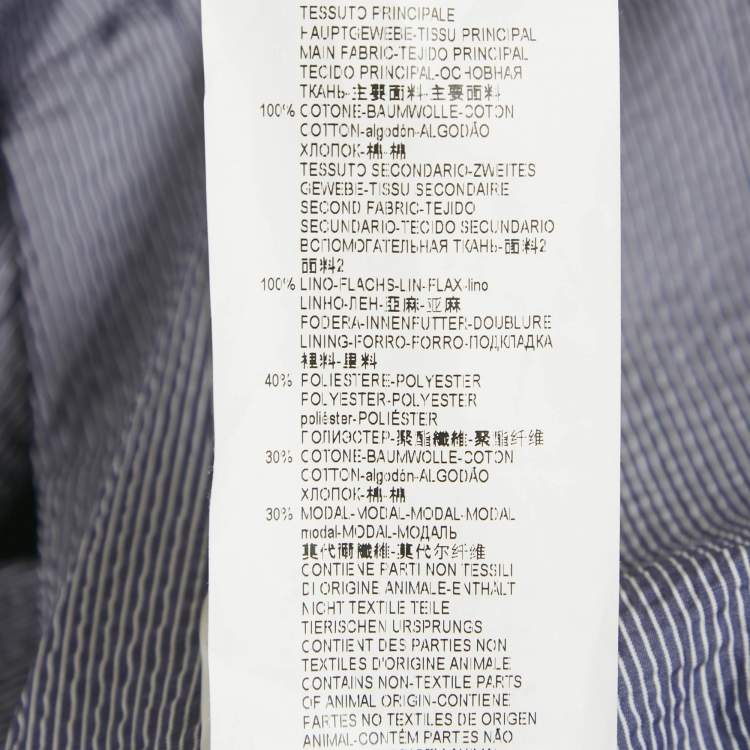 TESSUTO PRINCIPALE
HAUPTGEWEBE-TISSU PRINCIPAL
MAIN FABRIC-TEJIDO PRINCIPAL
TECIDO PRINCIPAL-ОСНОВНАЯ
ТКАНЬ-主要面料-主要面料
100% COTONE-BAUMWOLLE-COTON
COTTON-algodón-ALGODÃO
ХЛОПОК-棉-棉
TESSUTO SECONDARIO-ZWEITES
GEWEBE-TISSU SECONDAIRE
SECOND FABRIC-TEJIDO
SECUNDARIO-TECIDO SECUNDARIO
ВСПОМОГАТЕЛЬНАЯ ТКАНЬ-面料2
面料2
100% LINO-FLACHS-LIN-FLAX-lino
LINHO-ЛЕН-亞麻-亚麻
FODERA-INNENFUTTER-DOUBLURE
LINING-FORRO-FORRO-ПОДКЛАДКА
裡料-里料
40% POLIESTERE-POLYESTER
POLYESTER-POLYESTER
poliéster-POLIÉSTER
ПОЛИЭСТЕР-聚酯纖維-聚酯纤维
30% COTONE-BAUMWOLLE-COTON
COTTON-algodón-ALGODÃO
ХЛОПОК-棉-棉
30% MODAL-MODAL-MODAL-MODAL
modal-MODAL-МОДАЛЬ
莫代爾纖維-莫代尔纤维
CONTIENE PARTI NON TESSILI
DI ORIGINE ANIMALE-ENTHÄLT
NICHT TEXTILE TEILE
TIERISCHEN URSPRUNGS
CONTIENT DES PARTIES NON
TEXTILES D'ORIGINE ANIMALE
CONTAINS NON-TEXTILE PARTS
OF ANIMAL ORIGIN-CONTIENE
PARTES NO TEXTILES DE ORIGEN
ANIMAL-CONTÉM PARTES NÃO